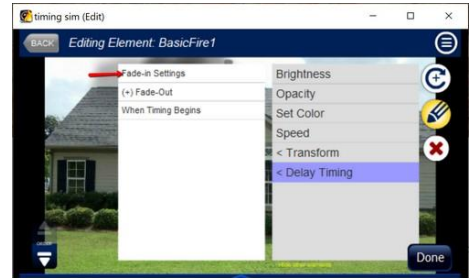 timing sim (Edit)
BACK Editing Element: BasicFire1
Fade-in Settings
(+) Fade-Out
When Timing Begins
Brightness
Opacity
Set Color
Speed
< Transform
< Delay Timing
Done